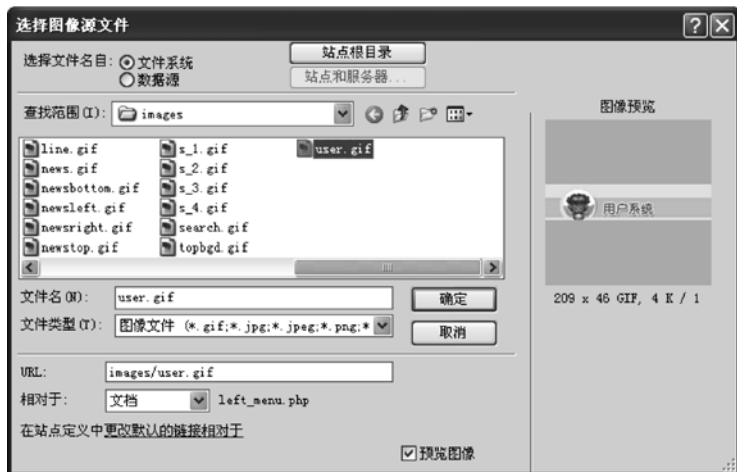 选择图像源文件
选择文件名自: 文件系统
数据源
站点根目录
站点和服务器...
查找范围(I): images
line.gif
news.gif
newsbottom.gif
newsleft.gif
newsright.gif
newstop.gif
s_1.gif
s_2.gif
s_3.gif
s_4.gif
search.gif
topbgd.gif
user.gif
文件名(N): user.gif
确定
文件类型(T): 图像文件 (*.gif;*.jpg;*.jpeg;*.png;*
取消
URL: images/user.gif
相对于: 文档 left_menu.php
在站点定义中更改默认的链接相对于
预览图像
图像预览
用户系统
209 x 46 GIF, 4 K / 1